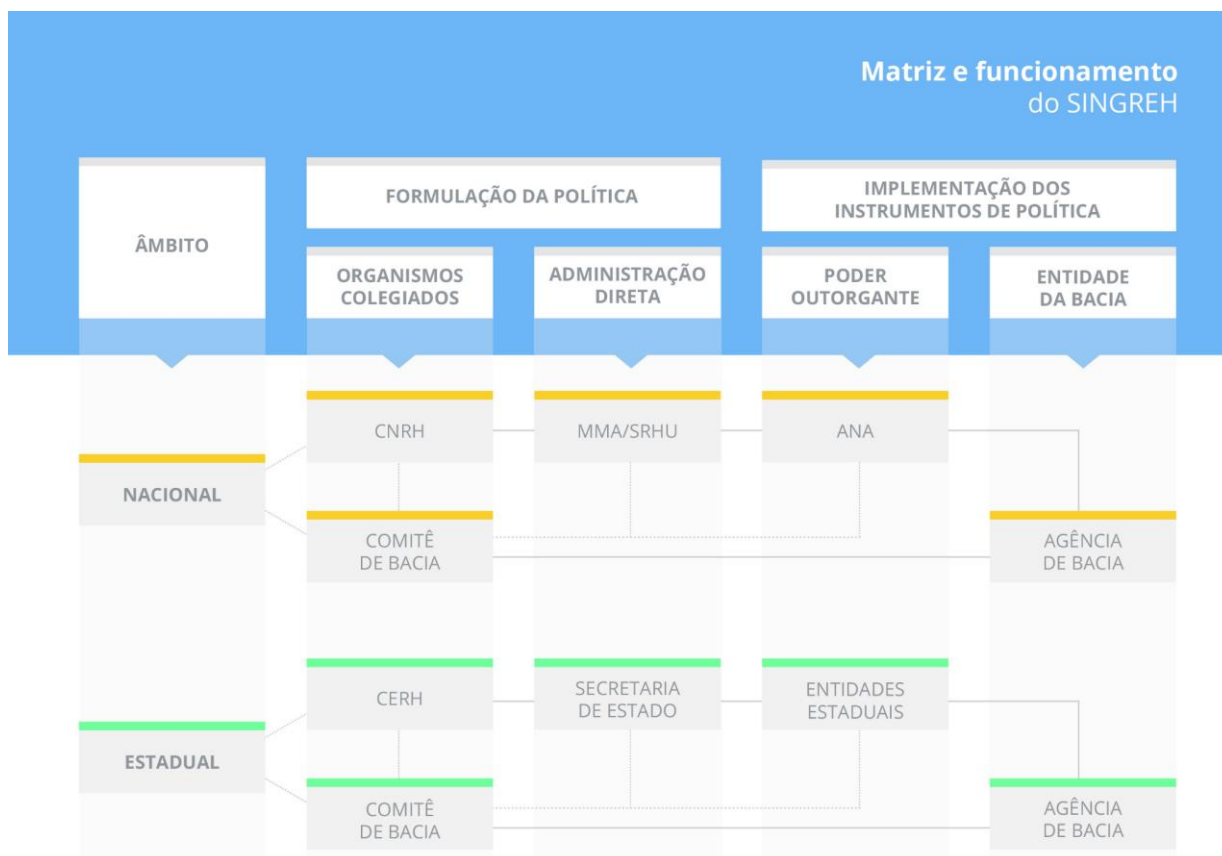 Matriz e funcionamento
do SINGREH
ÂMBITO
FORMULAÇÃO DA POLÍTICA
IMPLEMENTAÇÃO DOS
INSTRUMENTOS DE POLÍTICA
ORGANISMOS
COLEGIADOS
ADMINISTRAÇÃO
DIRETA
PODER
OUTORGANTE
ENTIDADE
DA BACIA
NACIONAL
CNRH
MMA/SRHU
ANA
COMITÊ
DE BACIA
AGÊNCIA
DE BACIA
ESTADUAL
CERH
SECRETARIA
DE ESTADO
ENTIDADES
ESTADUAIS
COMITÊ
DE BACIA
AGÊNCIA
DE BACIA